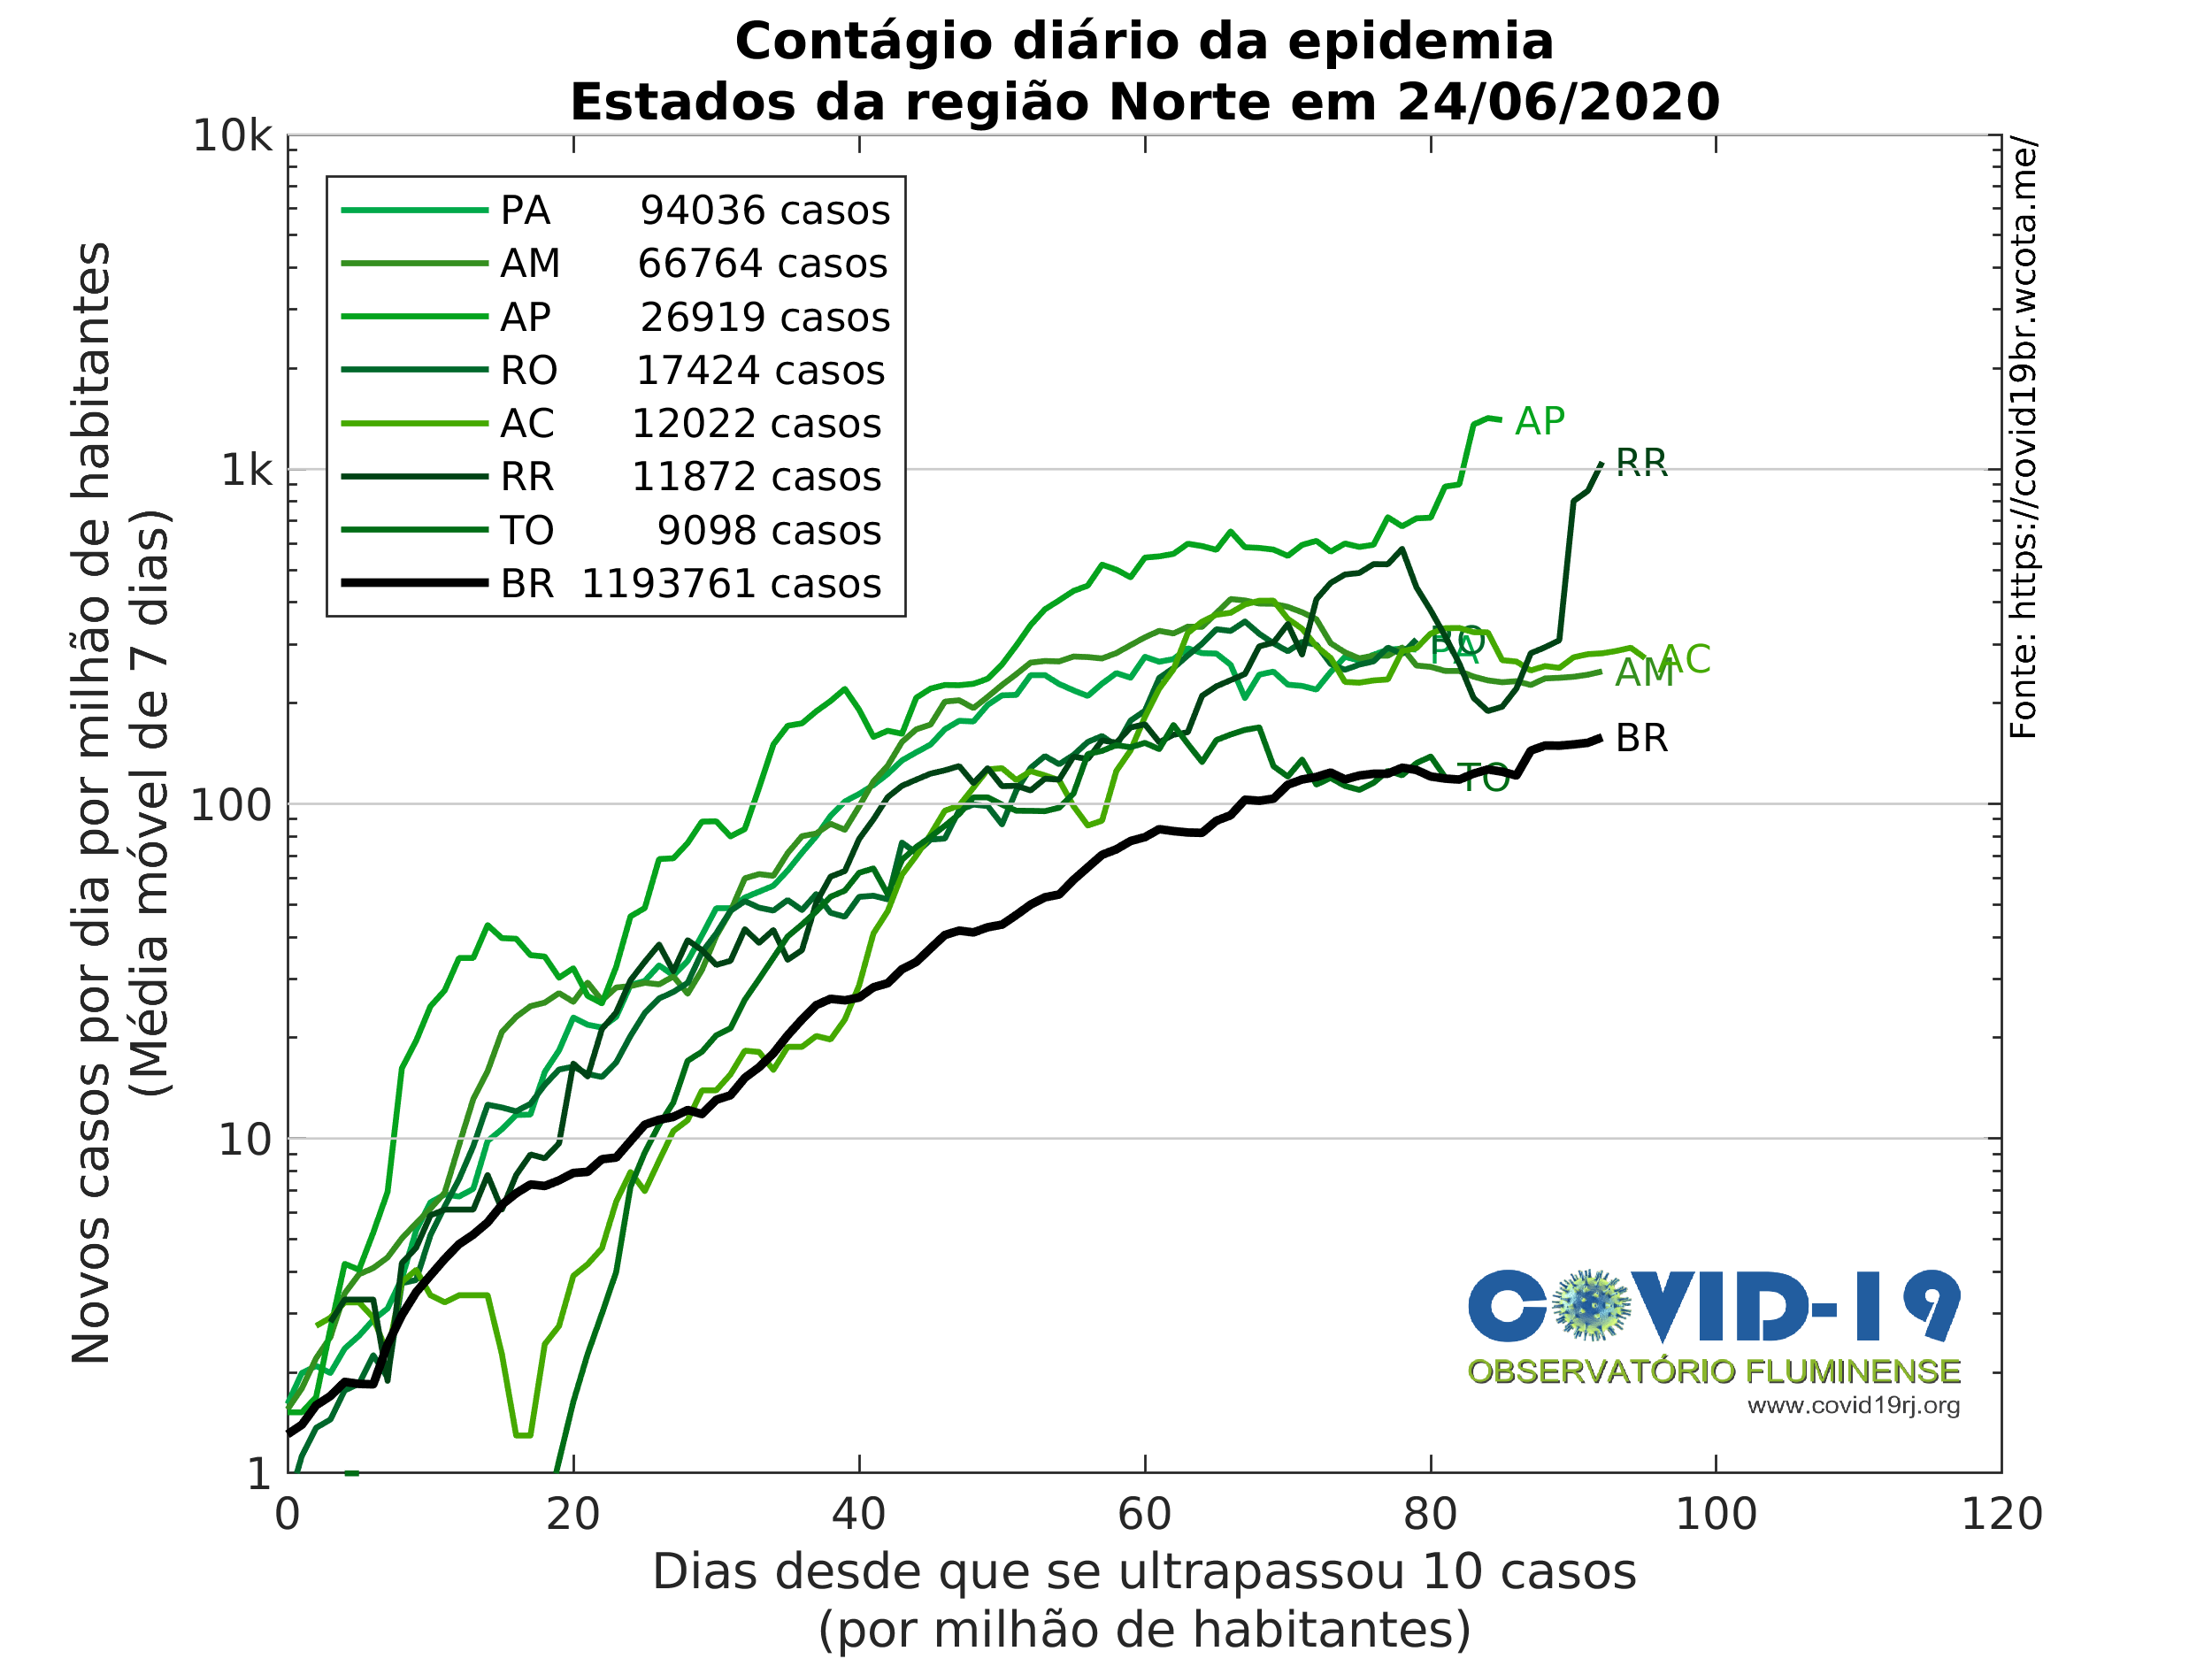 Contágio diário da epidemia
Estados da região Norte em 24/06/2020
Novos casos por dia por milhão de habitantes
(Média móvel de 7 dias)
10k
1k
100
10
1
PA 94036 casos
AM 66764 casos
AP 26919 casos
RO 17424 casos
AC 12022 casos
RR 11872 casos
TO 9098 casos
BR 1193761 casos
AP
RR
RO
PA
AC
AM
BR
TO
Fonte: https://covid19br.wcota.me/
COVID-19
OBSERVATÓRIO FLUMINENSE
www.covid19rj.org
0 20 40 60 80 100 120
Dias desde que se ultrapassou 10 casos
(por milhão de habitantes)